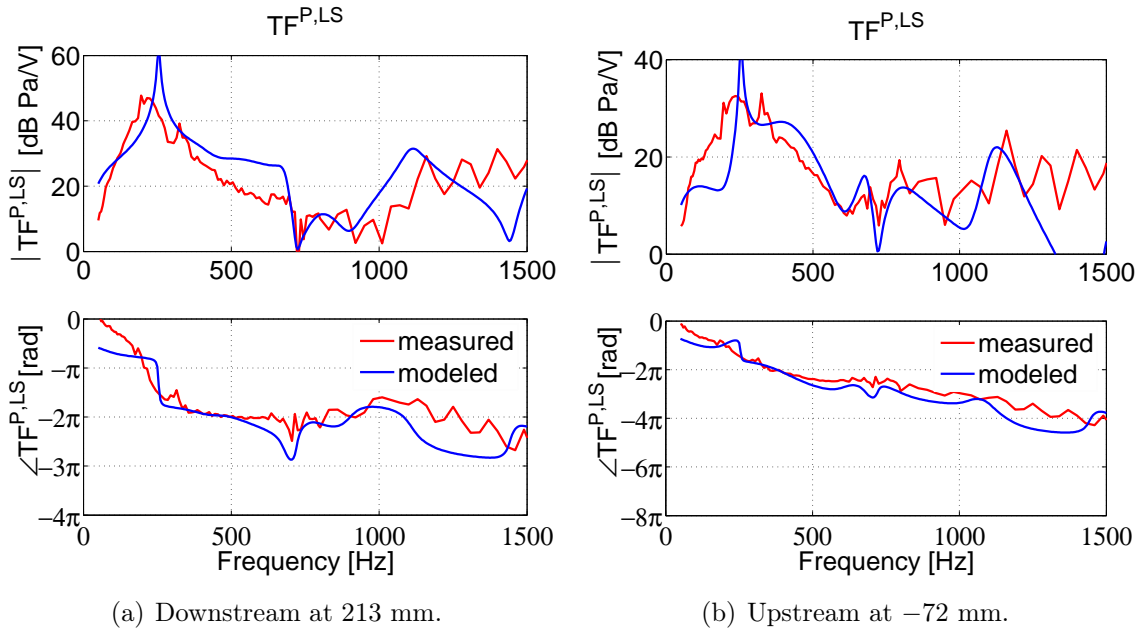 TF^P,LS
|TF^P,LS| [dB Pa/V]
60
40
20
0
0 500 1000 1500
∠TF^P,LS [rad]
0
−π
−2π
−3π
−4π
measured
modeled
0 500 1000 1500
Frequency [Hz]
(a) Downstream at 213 mm.
TF^P,LS
|TF^P,LS| [dB Pa/V]
40
20
0
0 500 1000 1500
∠TF^P,LS [rad]
0
−2π
−4π
−6π
−8π
measured
modeled
0 500 1000 1500
Frequency [Hz]
(b) Upstream at −72 mm.